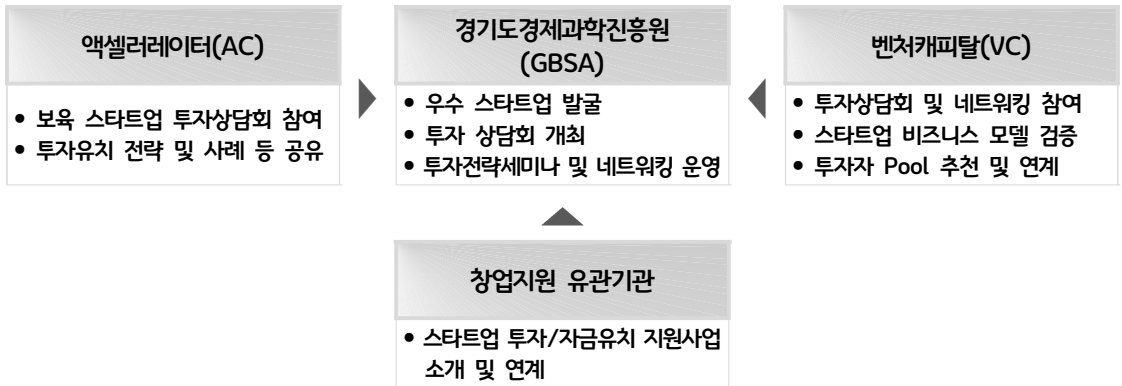 액셀러레이터(AC)
• 보육 스타트업 투자상담회 참여
• 투자유치 전략 및 사례 등 공유
경기도경제과학진흥원
(GBSA)
• 우수 스타트업 발굴
• 투자 상담회 개최
• 투자전략세미나 및 네트워킹 운영
벤처캐피탈(VC)
• 투자상담회 및 네트워킹 참여
• 스타트업 비즈니스 모델 검증
• 투자자 Pool 추천 및 연계
창업지원 유관기관
• 스타트업 투자/자금유치 지원사업
소개 및 연계